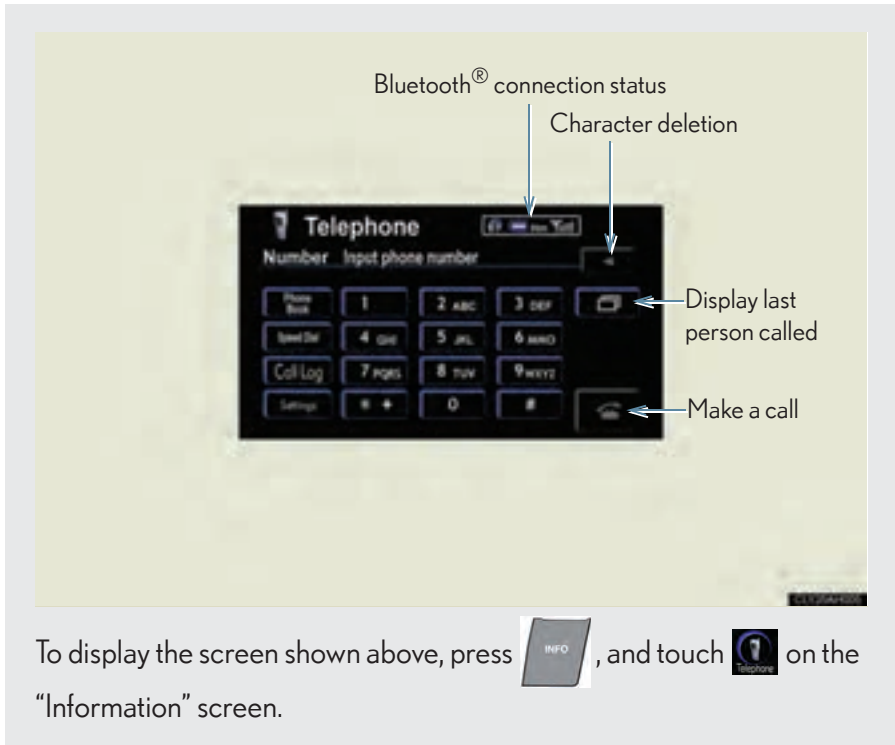 Bluetooth® connection status
Character deletion
Telephone
Number Input phone number
Phone Book 1 2 ABC 3 DEF
Display last person called
Speed Dial 4 GHI 5 JKL 6 MNO
Call Log 7 PQRS 8 TUV 9 WXYZ
Settings * + 0 #
Make a call
To display the screen shown above, press INFO , and touch Telephone on the
“Information” screen.